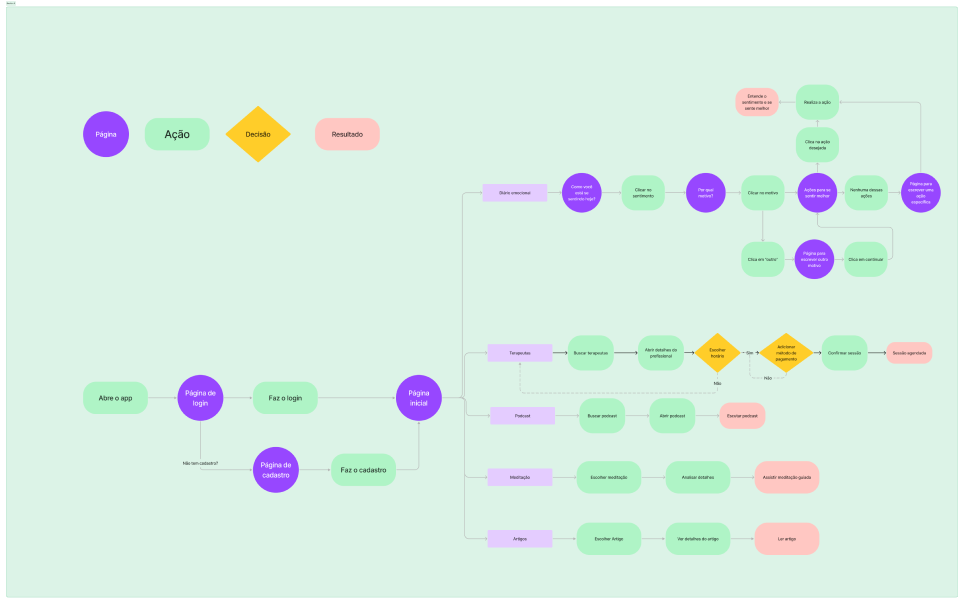 Página
Ação
Decisão
Resultado
Entende o
sentimento e se
sente melhor
Realiza a ação
Clica na ação
desejada
Diário emocional
Como você
está se
sentindo hoje?
Clicar no
sentimento
Por qual
motivo?
Clicar no motivo
Ações para se
sentir melhor
Nenhuma dessas
ações
Página para
escrever uma
ação
específica
Clica em "outro"
Página para
escrever outro
motivo
Clica em continuar
Terapeutas
Buscar terapeutas
Abrir detalhes do
profissional
Escolher
horário
Sim
Adicionar
método de
pagamento
Confirmar sessão
Sessão agendada
Não
Não
Abre o app
Página de
login
Faz o login
Página
inicial
Não tem cadastro?
Página de
cadastro
Faz o cadastro
Podcast
Buscar podcast
Abrir podcast
Escutar podcast
Meditação
Escolher meditação
Analisar detalhes
Assistir meditação guiada
Artigos
Escolher Artigo
Ver detalhes do artigo
Ler artigo